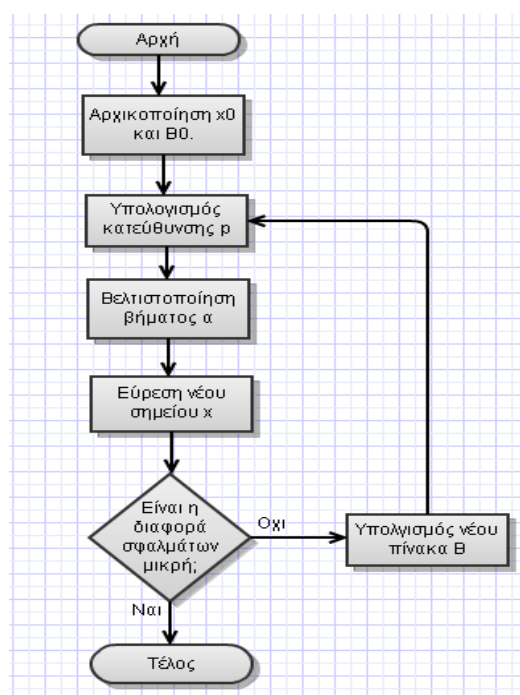 Αρχή
Αρχικοποίηση x0
και B0.
Υπολογισμός
κατεύθυνσης p
Βελτιστοποίηση
βήματος α
Εύρεση νέου
σημείου x
Είναι η
διαφορά
σφαλμάτων
μικρή;
Οχι
Υπολγισμός νέου
πίνακα B
Ναι
Τέλος